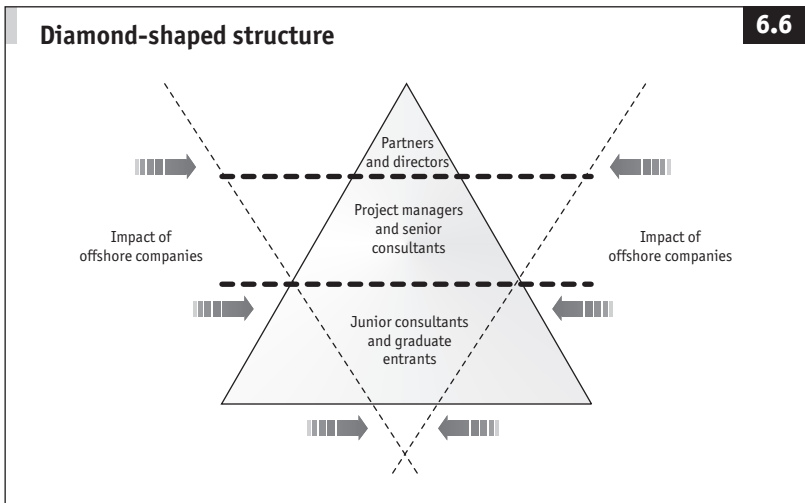 Diamond-shaped structure
6.6
Partners
and directors
Project managers
and senior
consultants
Impact of
offshore companies
Impact of
offshore companies
Junior consultants
and graduate
entrants